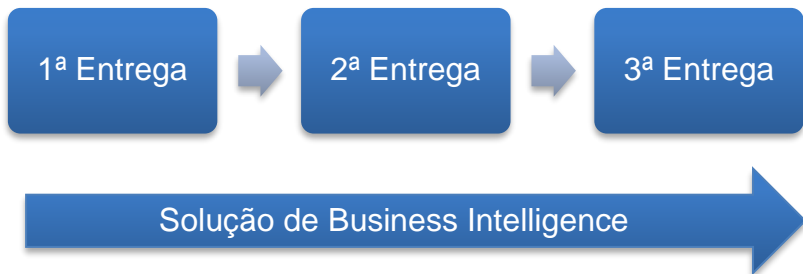 1ª Entrega
2ª Entrega
3ª Entrega
Solução de Business Intelligence